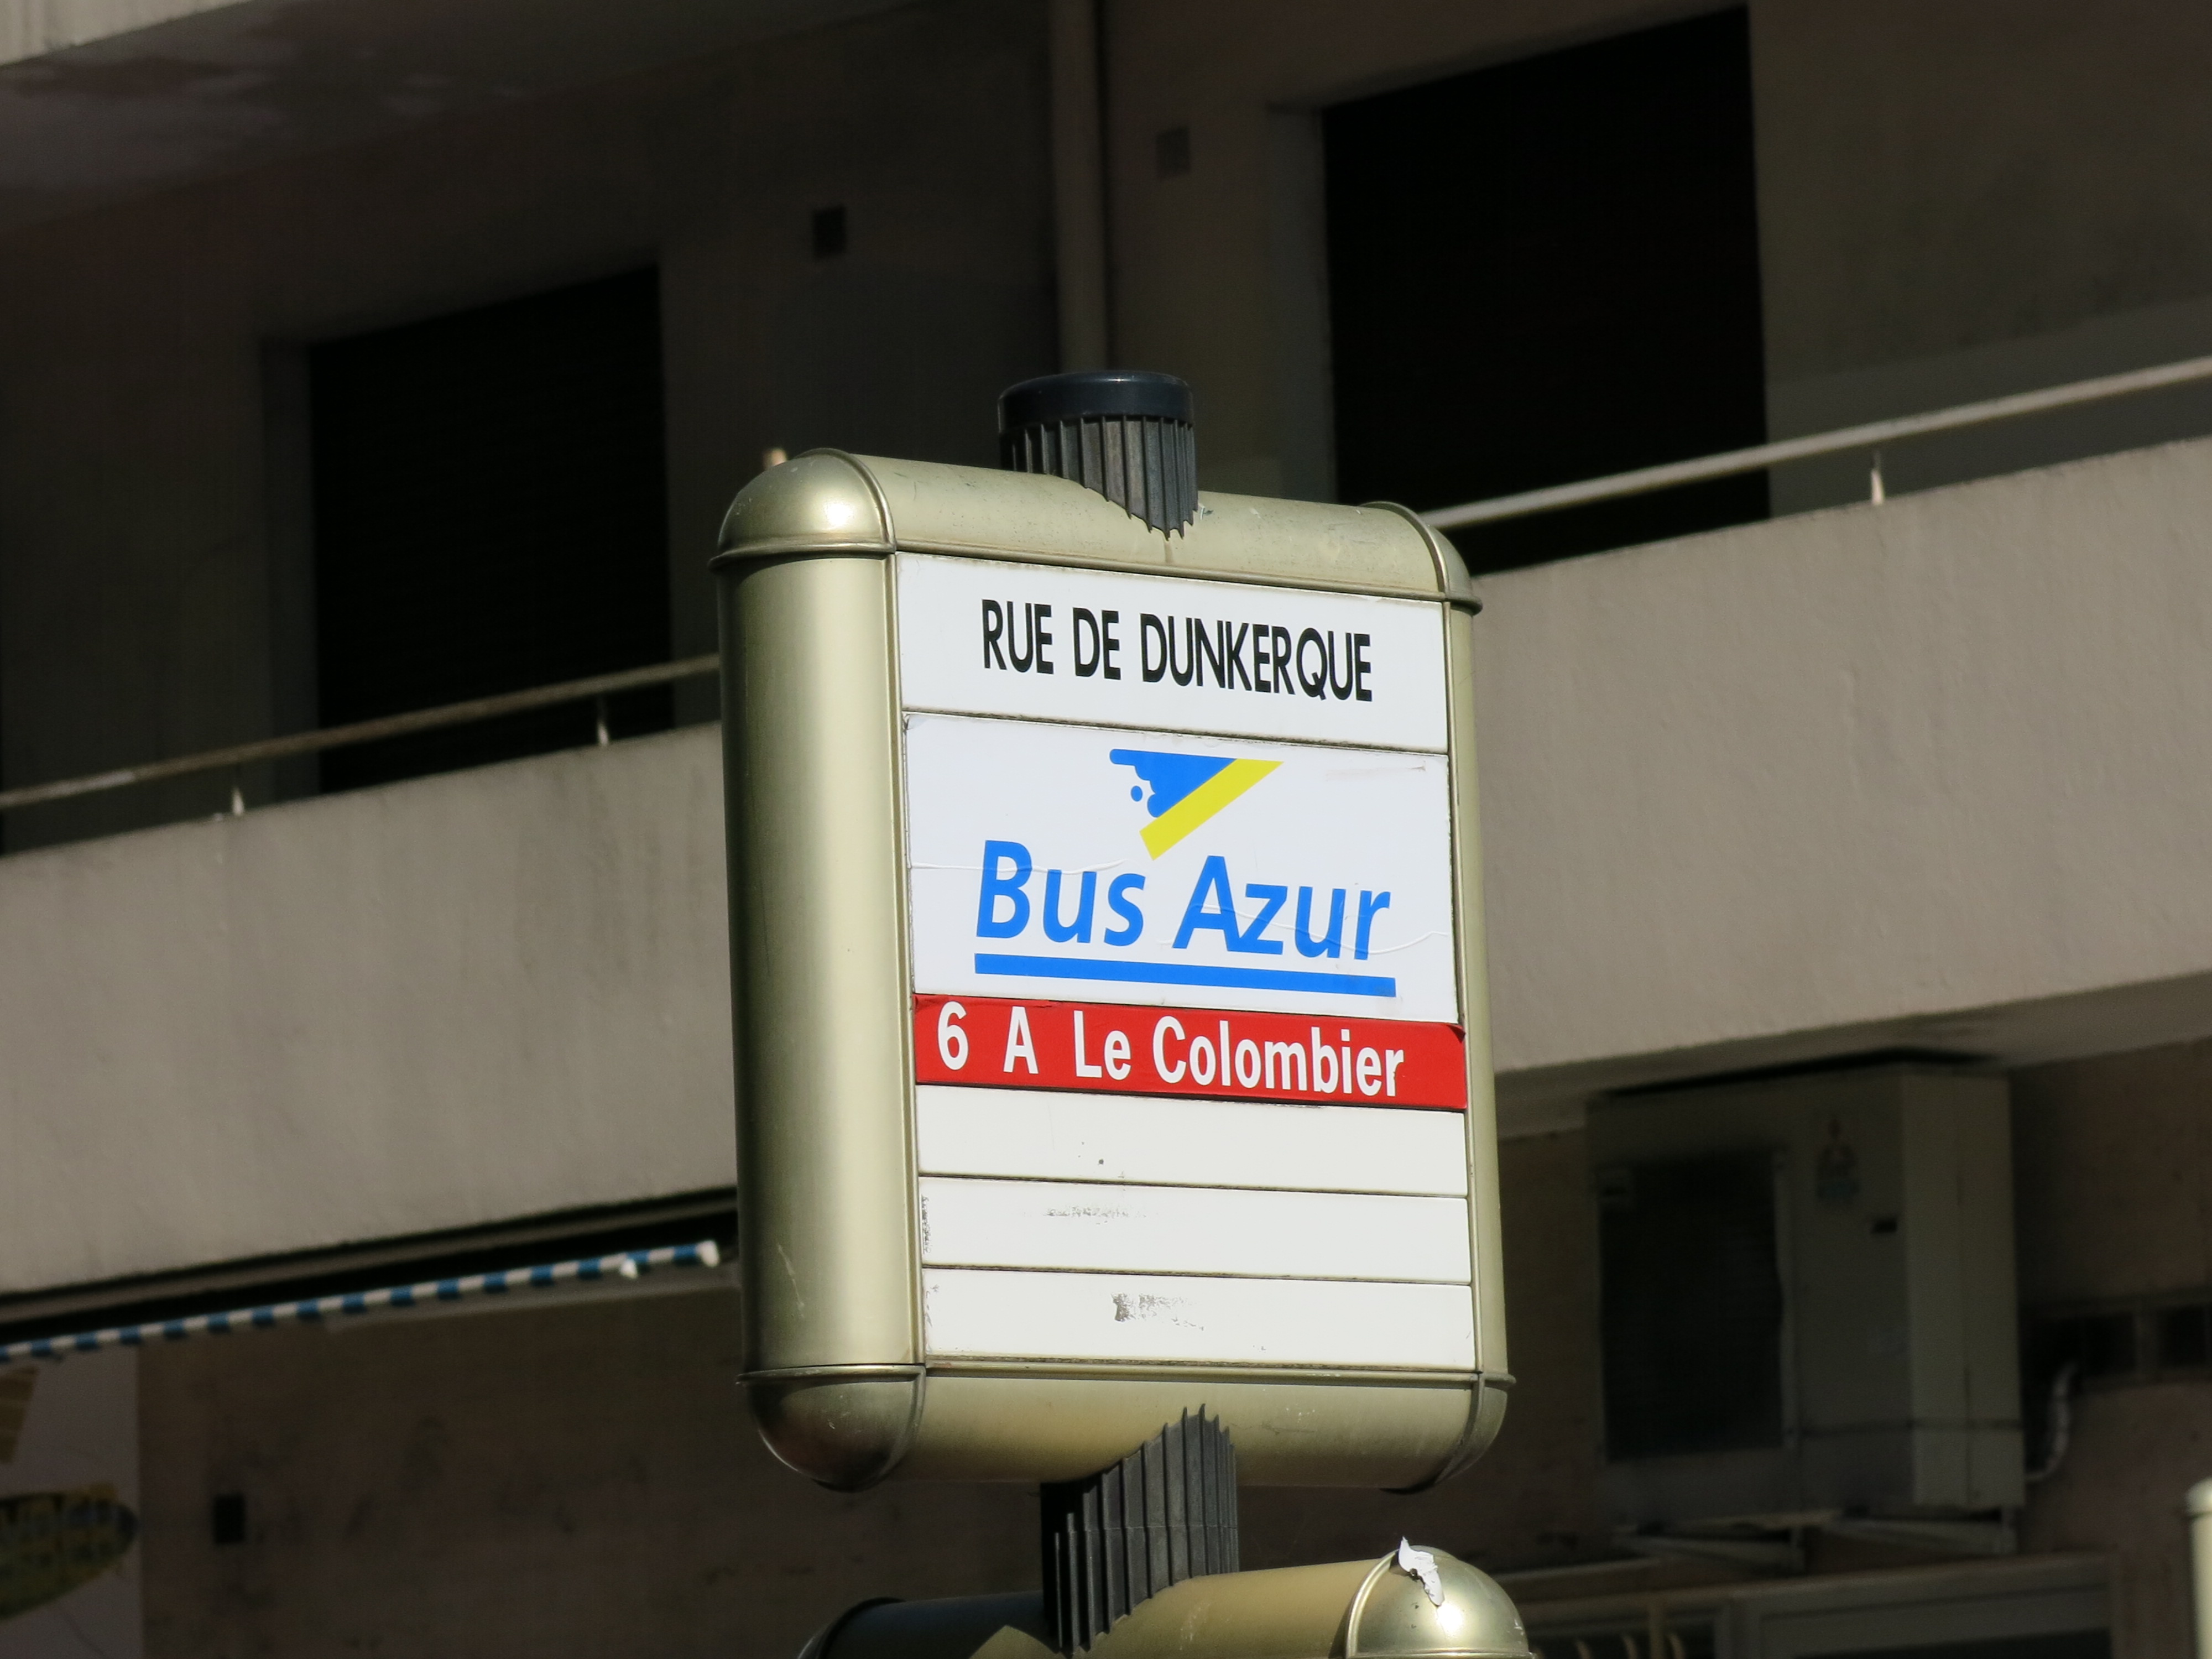 RUE DE DUNKERQUE
Bus Azur
6 A Le Colombier